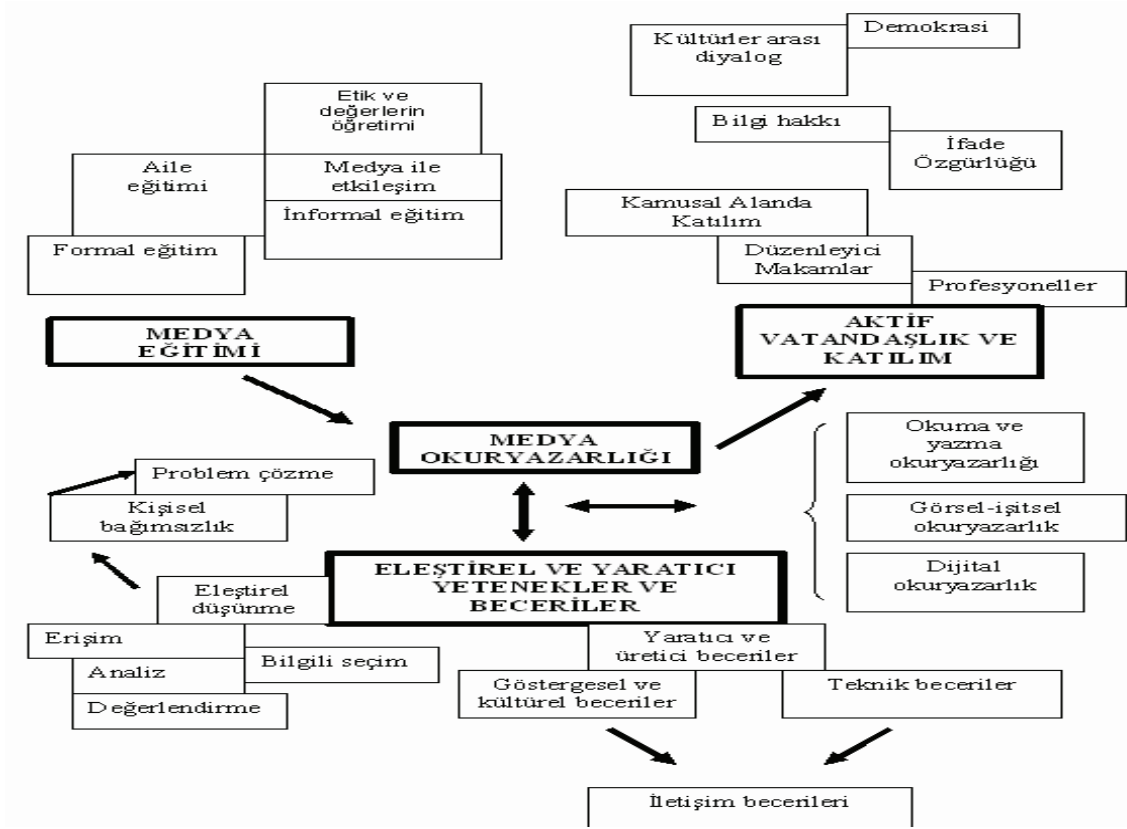 Kültürler arası
diyalog
Demokrasi
Etik ve
değerlerin
öğretimi
Bilgi hakkı
İfade
Özgürlüğü
Aile
eğitimi
Medya ile
etkileşim
İnformal eğitim
Kamusal Alanda
Katılım
Formal eğitim
Düzenleyici
Makamlar
Profesyoneller
MEDYA
EĞİTİMİ
AKTİF
VATANDAŞLIK VE
KATILIM
MEDYA
OKURYAZARLIĞI
Okuma ve
yazma
okuryazarlığı
Problem çözme
Kişisel
bağımsızlık
Görsel-işitsel
okuryazarlık
ELEŞTİREL VE YARATICI
YETENEKLER VE
BECERİLER
Dijital
okuryazarlık
Eleştirel
düşünme
Erişim
Analiz
Bilgili seçim
Değerlendirme
Yaratıcı ve
üretici beceriler
Göstergesel ve
kültürel beceriler
Teknik beceriler
İletişim becerileri